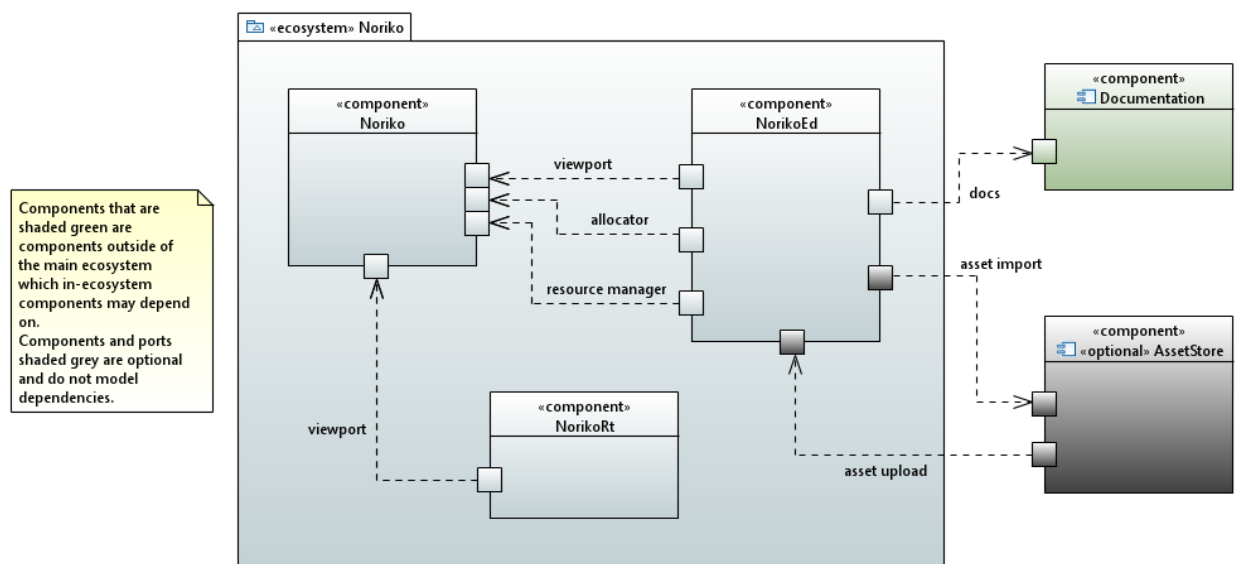 «ecosystem» Noriko
«component»
Noriko
«component»
NorikoEd
«component»
Documentation
viewport
allocator
resource manager
docs
asset import
Components that are
shaded green are
components outside of
the main ecosystem
which in-ecosystem
components may depend
on.
Components and ports
shaded grey are optional
and do not model
dependencies.
«component»
«optional» AssetStore
«component»
NorikoRt
viewport
asset upload